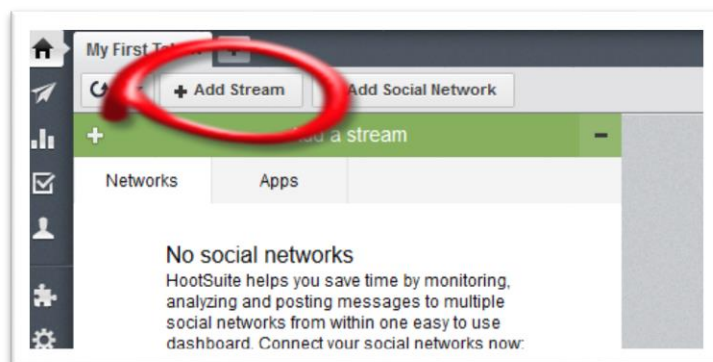 My First
+ Add Stream Add Social Network
a stream
Networks Apps
No social networks
HootSuite helps you save time by monitoring,
analyzing and posting messages to multiple
social networks from within one easy to use
dashboard. Connect your social networks now: